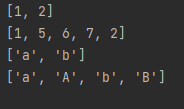 [1, 2]
[1, 5, 6, 7, 2]
['a', 'b']
['a', 'A', 'b', 'B']